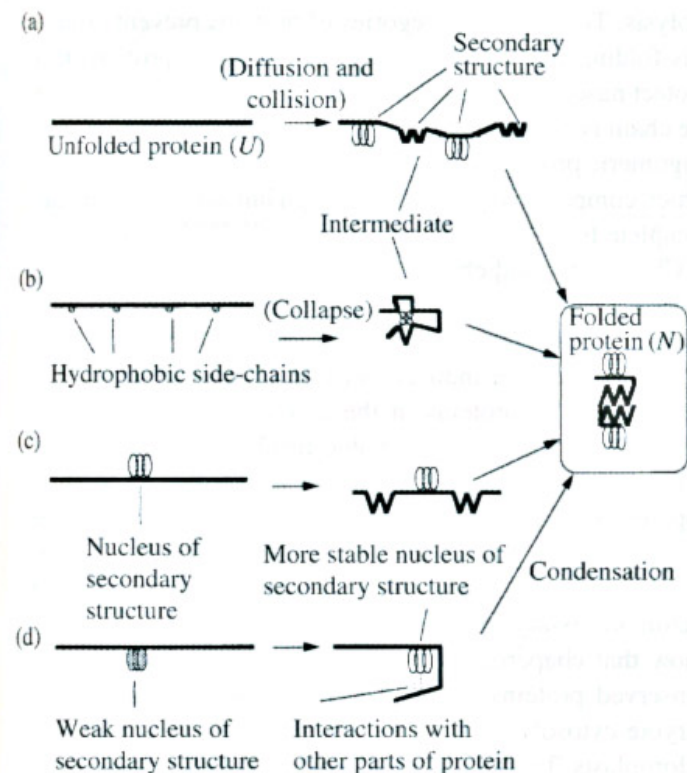 (a)
(Diffusion and
collision)
Secondary
structure
Unfolded protein (U)
Intermediate
(b)
(Collapse)
Hydrophobic side-chains
Folded
protein (N)
(c)
Nucleus of
secondary
structure
More stable nucleus of
secondary structure
Condensation
(d)
Weak nucleus of
secondary structure
Interactions with
other parts of protein